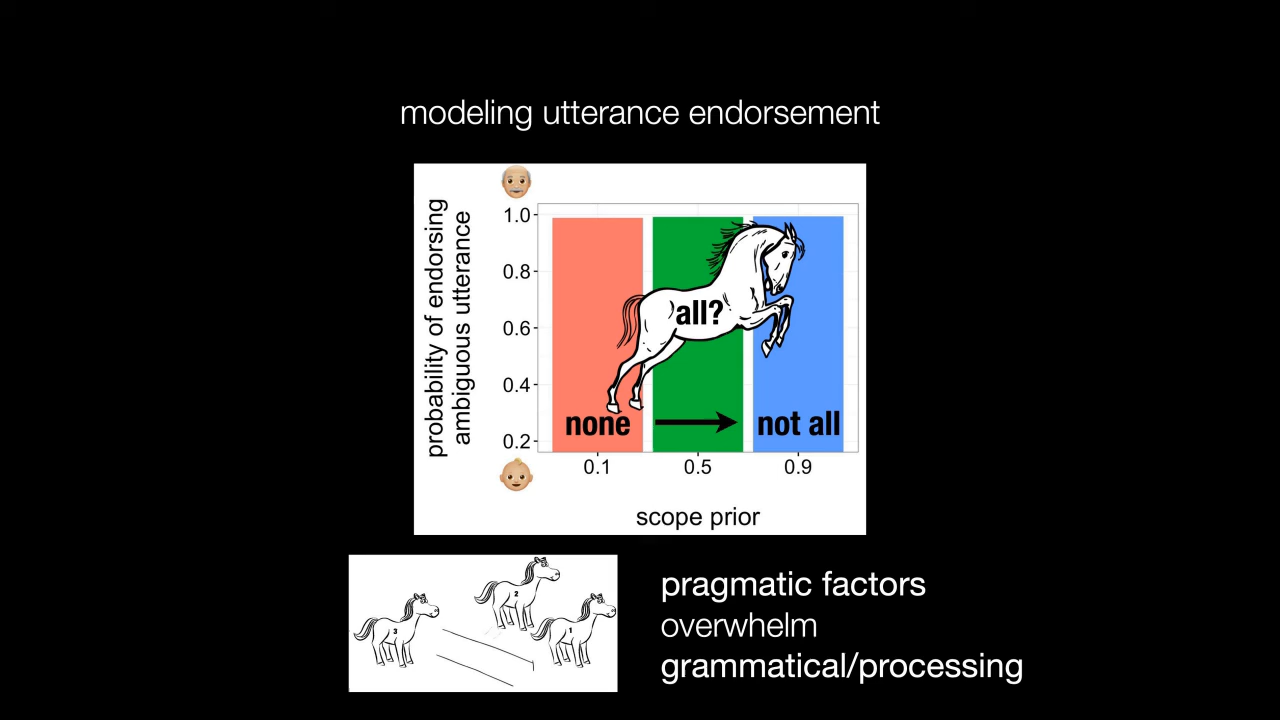 modeling utterance endorsement
probability of endorsing
ambiguous utterance
1.0
0.8
0.6
0.4
0.2
all?
none
not all
0.1
0.5
0.9
scope prior
3
2
1
pragmatic factors
overwhelm
grammatical/processing